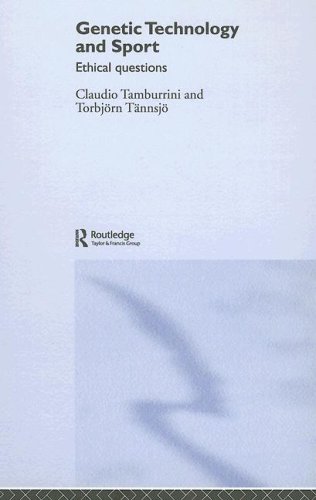 Genetic Technology
and Sport
Ethical questions
Claudio Tamburrini and
Torbjörn Tännsjö
R Routledge
Taylor & Francis Group